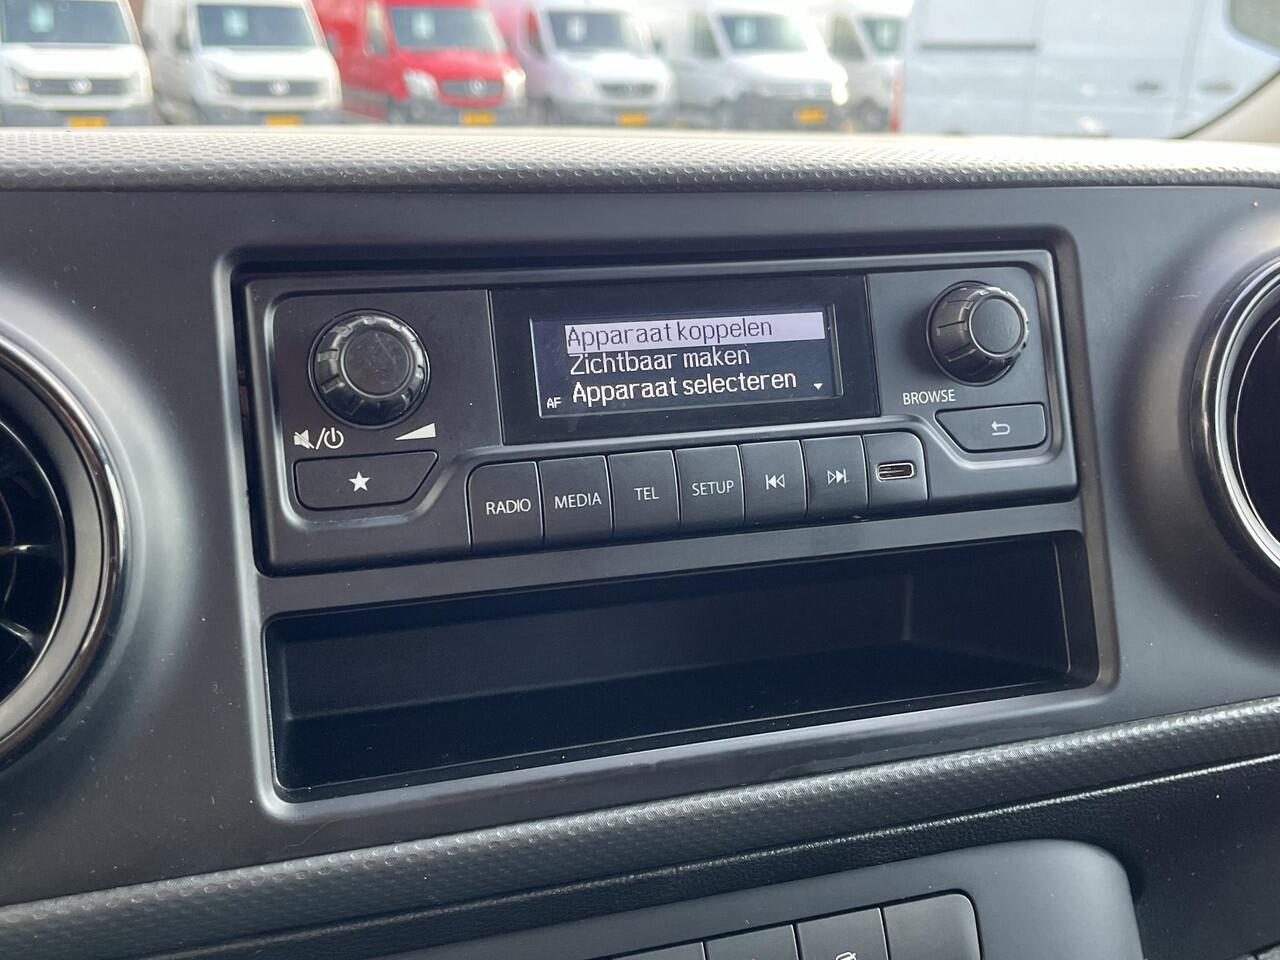 Apparaat koppelen
Zichtbaar maken
Apparaat selecteren
AF
BROWSE
RADIO
MEDIA
TEL
SETUP